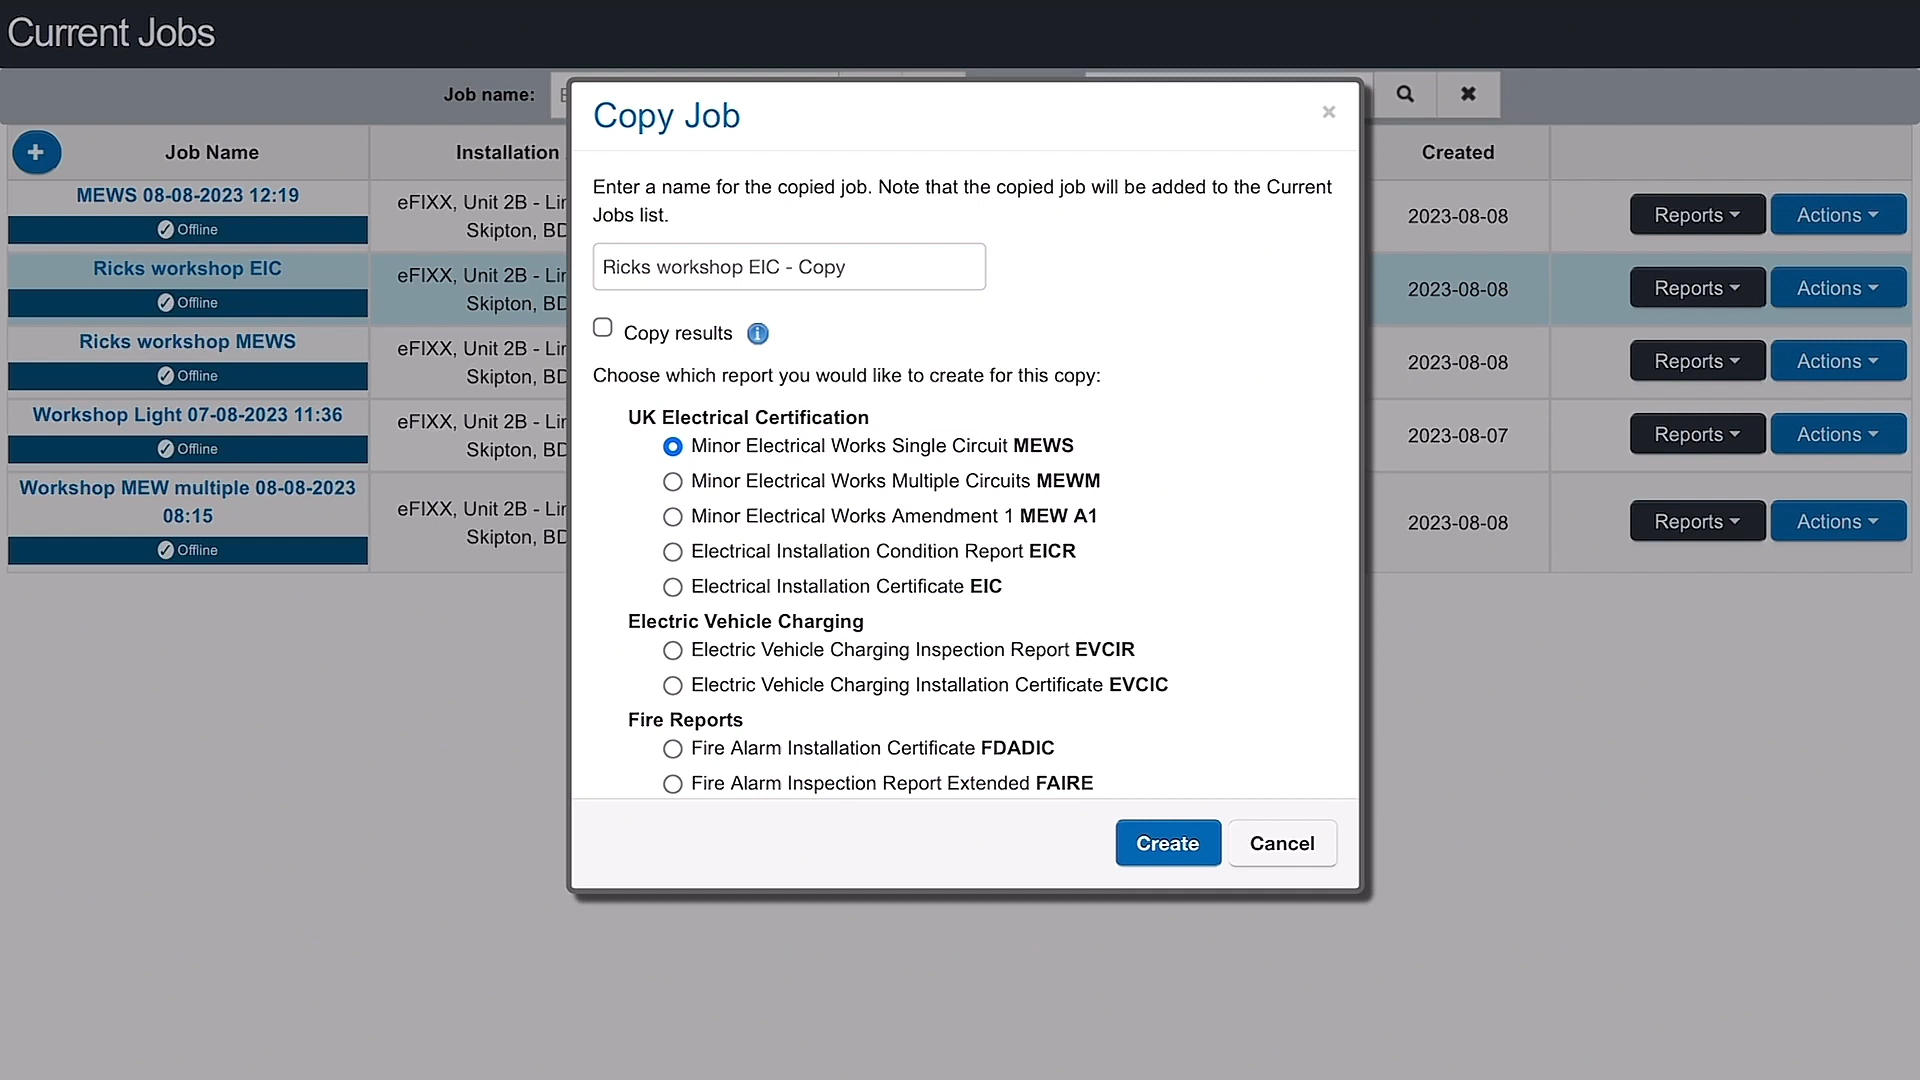 Current Jobs
Job name:
Copy Job
×
Job Name
Installation
Created
Enter a name for the copied job. Note that the copied job will be added to the Current
Jobs list.
MEWS 08-08-2023 12:19
Offline
eFIXX, Unit 2B - Lin
Skipton, BD
2023-08-08
Reports
Actions
Ricks workshop EIC - Copy
Ricks workshop EIC
Offline
eFIXX, Unit 2B - Lin
Skipton, BD
2023-08-08
Reports
Actions
Copy results
Ricks workshop MEWS
Offline
eFIXX, Unit 2B - Lin
Skipton, BD
2023-08-08
Reports
Actions
Choose which report you would like to create for this copy:
Workshop Light 07-08-2023 11:36
Offline
eFIXX, Unit 2B - Lin
Skipton, BD
2023-08-07
Reports
Actions
UK Electrical Certification
Minor Electrical Works Single Circuit MEWS
Minor Electrical Works Multiple Circuits MEWM
Minor Electrical Works Amendment 1 MEW A1
Electrical Installation Condition Report EICR
Electrical Installation Certificate EIC
Workshop MEW multiple 08-08-2023
08:15
Offline
eFIXX, Unit 2B - Lin
Skipton, BD
2023-08-08
Reports
Actions
Electric Vehicle Charging
Electric Vehicle Charging Inspection Report EVCIR
Electric Vehicle Charging Installation Certificate EVCIC
Fire Reports
Fire Alarm Installation Certificate FDADIC
Fire Alarm Inspection Report Extended FAIRE
Create
Cancel